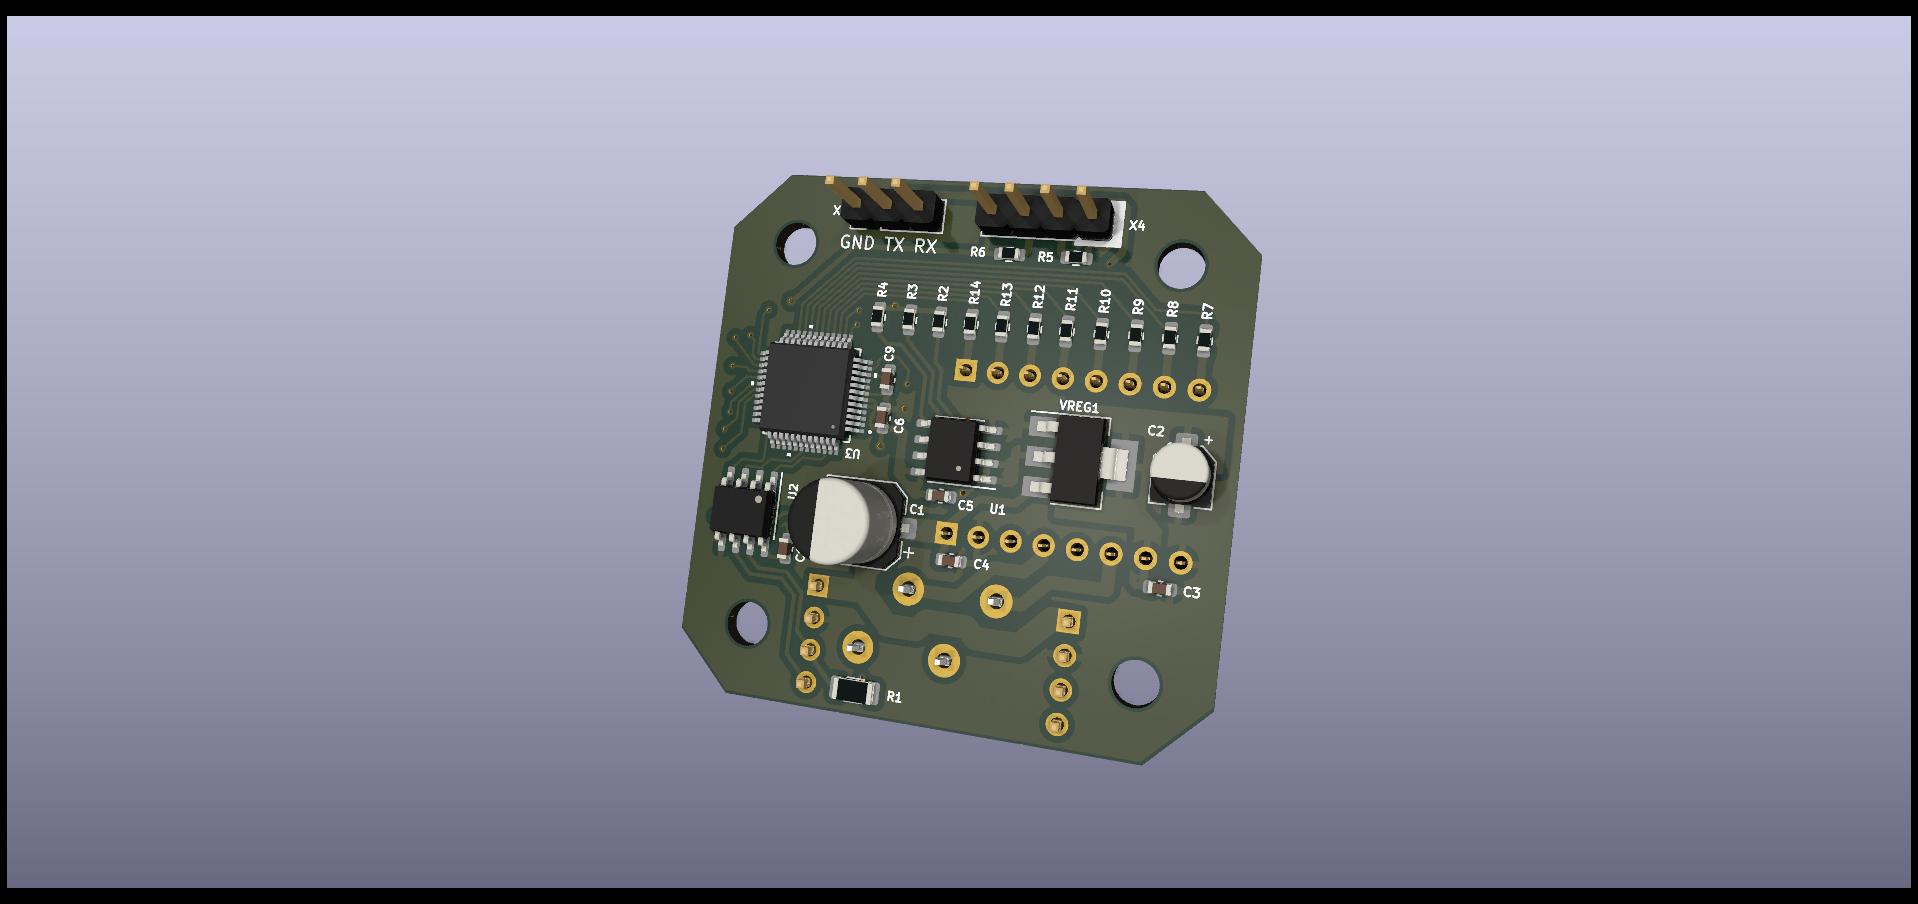 X
X4
GND TX RX
R6
R5
R4
R3
R2
R14
R13
R12
R11
R10
R9
R8
R7
C9
C6
U3
VREG1
C2
+
U2
C1
+
C5
U1
C4
C3
R1